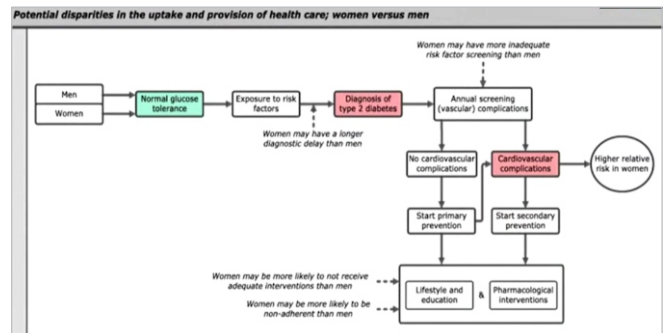 Potential disparities in the uptake and provision of health care; women versus men
Women may have more inadequate
risk factor screening than men
Men
Women
Normal glucose
tolerance
Exposure to risk
factors
Diagnosis of
type 2 diabetes
Annual screening
(vascular) complications
Women may have a longer
diagnostic delay than men
No cardiovascular
complications
Cardiovascular
complications
Higher relative
risk in women
Start primary
prevention
Start secondary
prevention
Women may be more likely to not receive
adequate interventions than men
Women may be more likely to be
non-adherent than men
Lifestyle and
education
&
Pharmacological
interventions